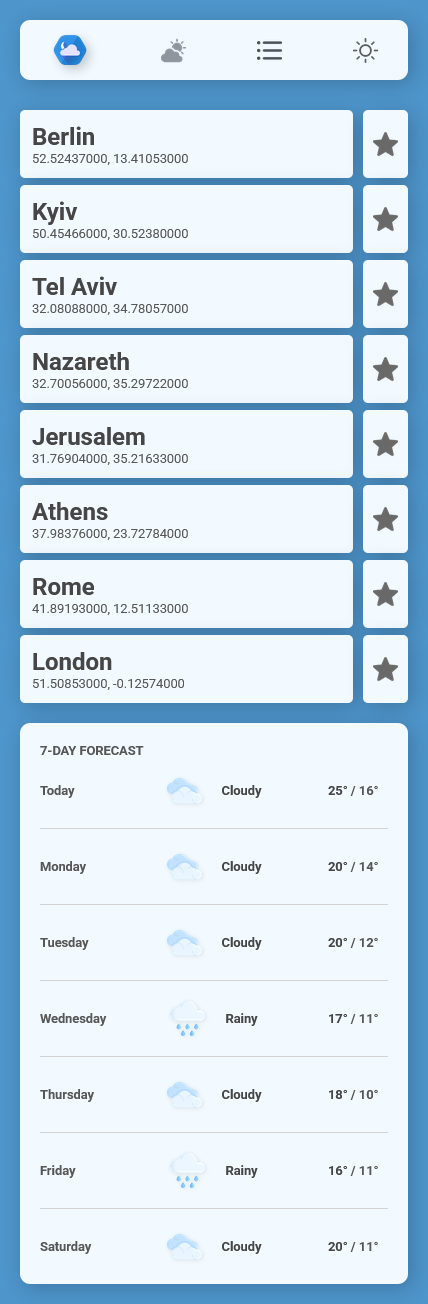 Berlin
52.52437000, 13.41053000
Kyiv
50.45466000, 30.52380000
Tel Aviv
32.08088000, 34.78057000
Nazareth
32.70056000, 35.29722000
Jerusalem
31.76904000, 35.21633000
Athens
37.98376000, 23.72784000
Rome
41.89193000, 12.51133000
London
51.50853000, -0.12574000
7-DAY FORECAST
Today Cloudy 25° / 16°
Monday Cloudy 20° / 14°
Tuesday Cloudy 20° / 12°
Wednesday Rainy 17° / 11°
Thursday Cloudy 18° / 10°
Friday Rainy 16° / 11°
Saturday Cloudy 20° / 11°